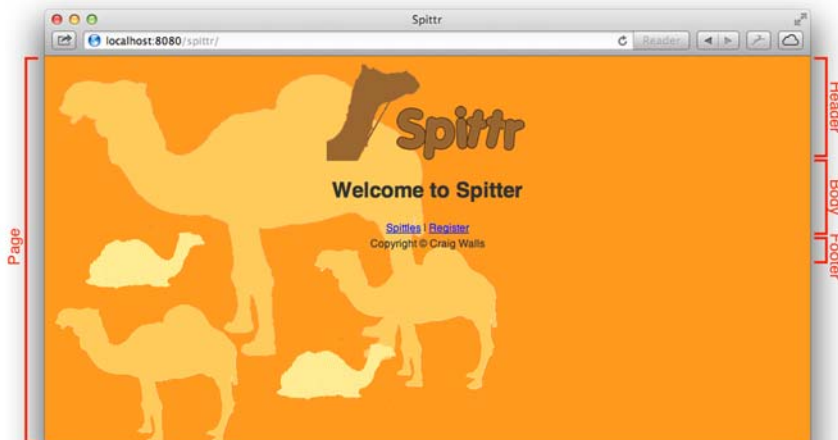 Spittr
localhost:8080/spittr/
Reader
Header
Spittr
Welcome to Spitter
Body
Spittles | Register
Footer
Copyright © Craig Walls
Page